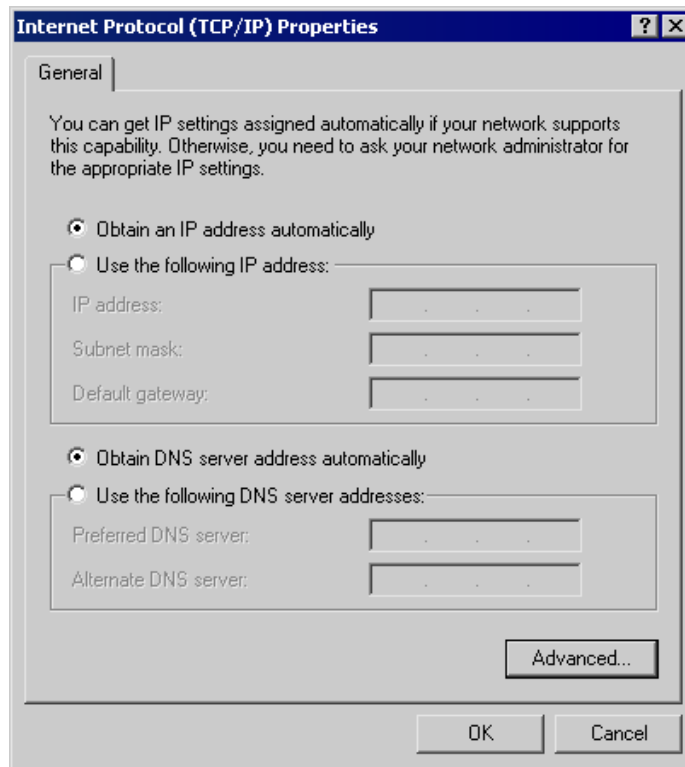 Internet Protocol (TCP/IP) Properties
General
You can get IP settings assigned automatically if your network supports
this capability. Otherwise, you need to ask your network administrator for
the appropriate IP settings.
Obtain an IP address automatically
Use the following IP address:
IP address:
Subnet mask:
Default gateway:
Obtain DNS server address automatically
Use the following DNS server addresses:
Preferred DNS server:
Alternate DNS server:
Advanced...
OK Cancel